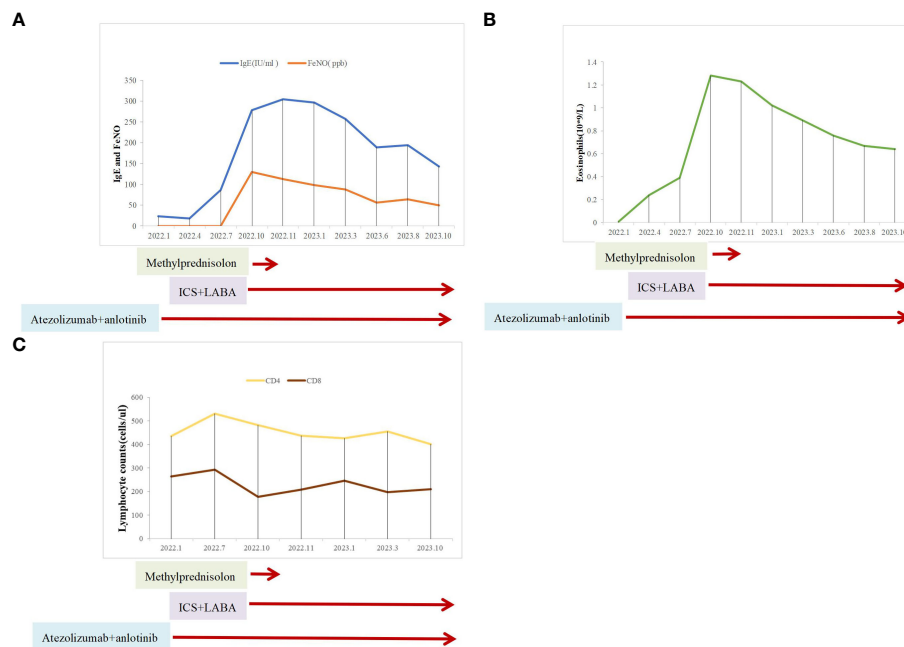 A
IgE(IU/ml ) FeNO( ppb)
IgE and FeNO
350
300
250
200
150
100
50
0
2022.1 2022.4 2022.7 2022.10 2022.11 2023.1 2023.3 2023.6 2023.8 2023.10
Methylprednisolon
ICS+LABA
Atezolizumab+anlotinib
B
Eosinophils(10*9/L)
1.4
1.2
1
0.8
0.6
0.4
0.2
0
2022.1 2022.4 2022.7 2022.10 2022.11 2023.1 2023.3 2023.6 2023.8 2023.10
Methylprednisolon
ICS+LABA
Atezolizumab+anlotinib
C
CD4 CD8
Lymphocyte counts(cells/ul)
600
500
400
300
200
100
0
2022.1 2022.7 2022.10 2022.11 2023.1 2023.3 2023.10
Methylprednisolon
ICS+LABA
Atezolizumab+anlotinib